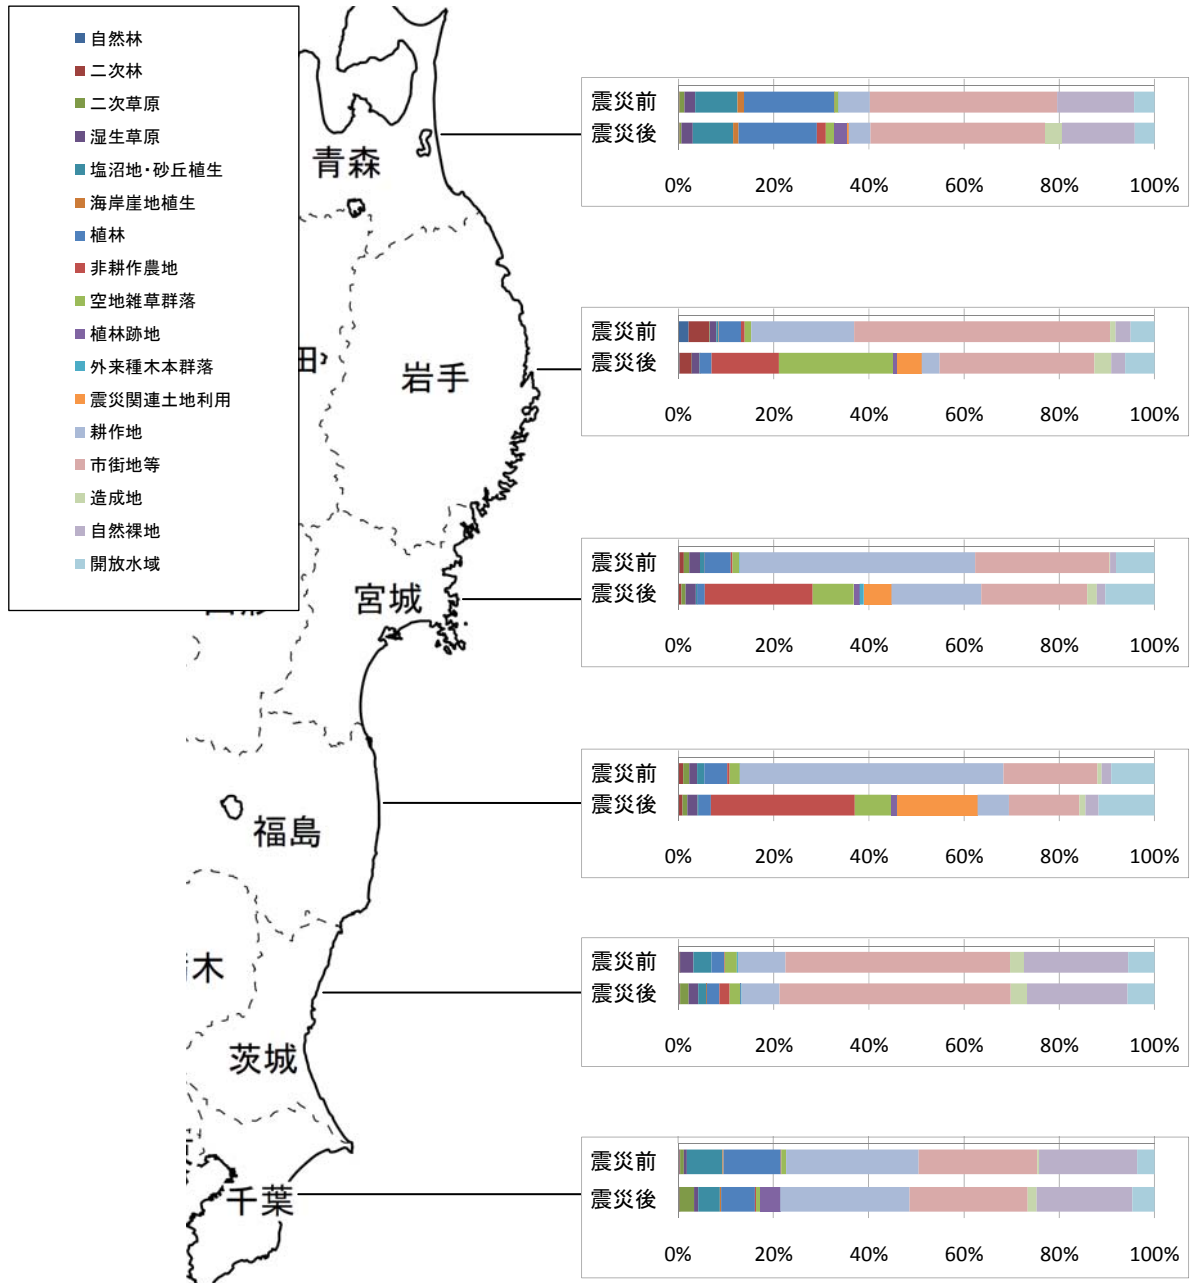 自然林
二次林
二次草原
湿生草原
塩沼地・砂丘植生
海岸崖地植生
植林
非耕作農地
空地雑草群落
植林跡地
外来種木本群落
震災関連土地利用
耕作地
市街地等
造成地
自然裸地
開放水域
青森
田
岩手
宮城
福島
木
茨城
千葉
震災前
震災後
0% 20% 40% 60% 80% 100%
震災前
震災後
0% 20% 40% 60% 80% 100%
震災前
震災後
0% 20% 40% 60% 80% 100%
震災前
震災後
0% 20% 40% 60% 80% 100%
震災前
震災後
0% 20% 40% 60% 80% 100%
震災前
震災後
0% 20% 40% 60% 80% 100%